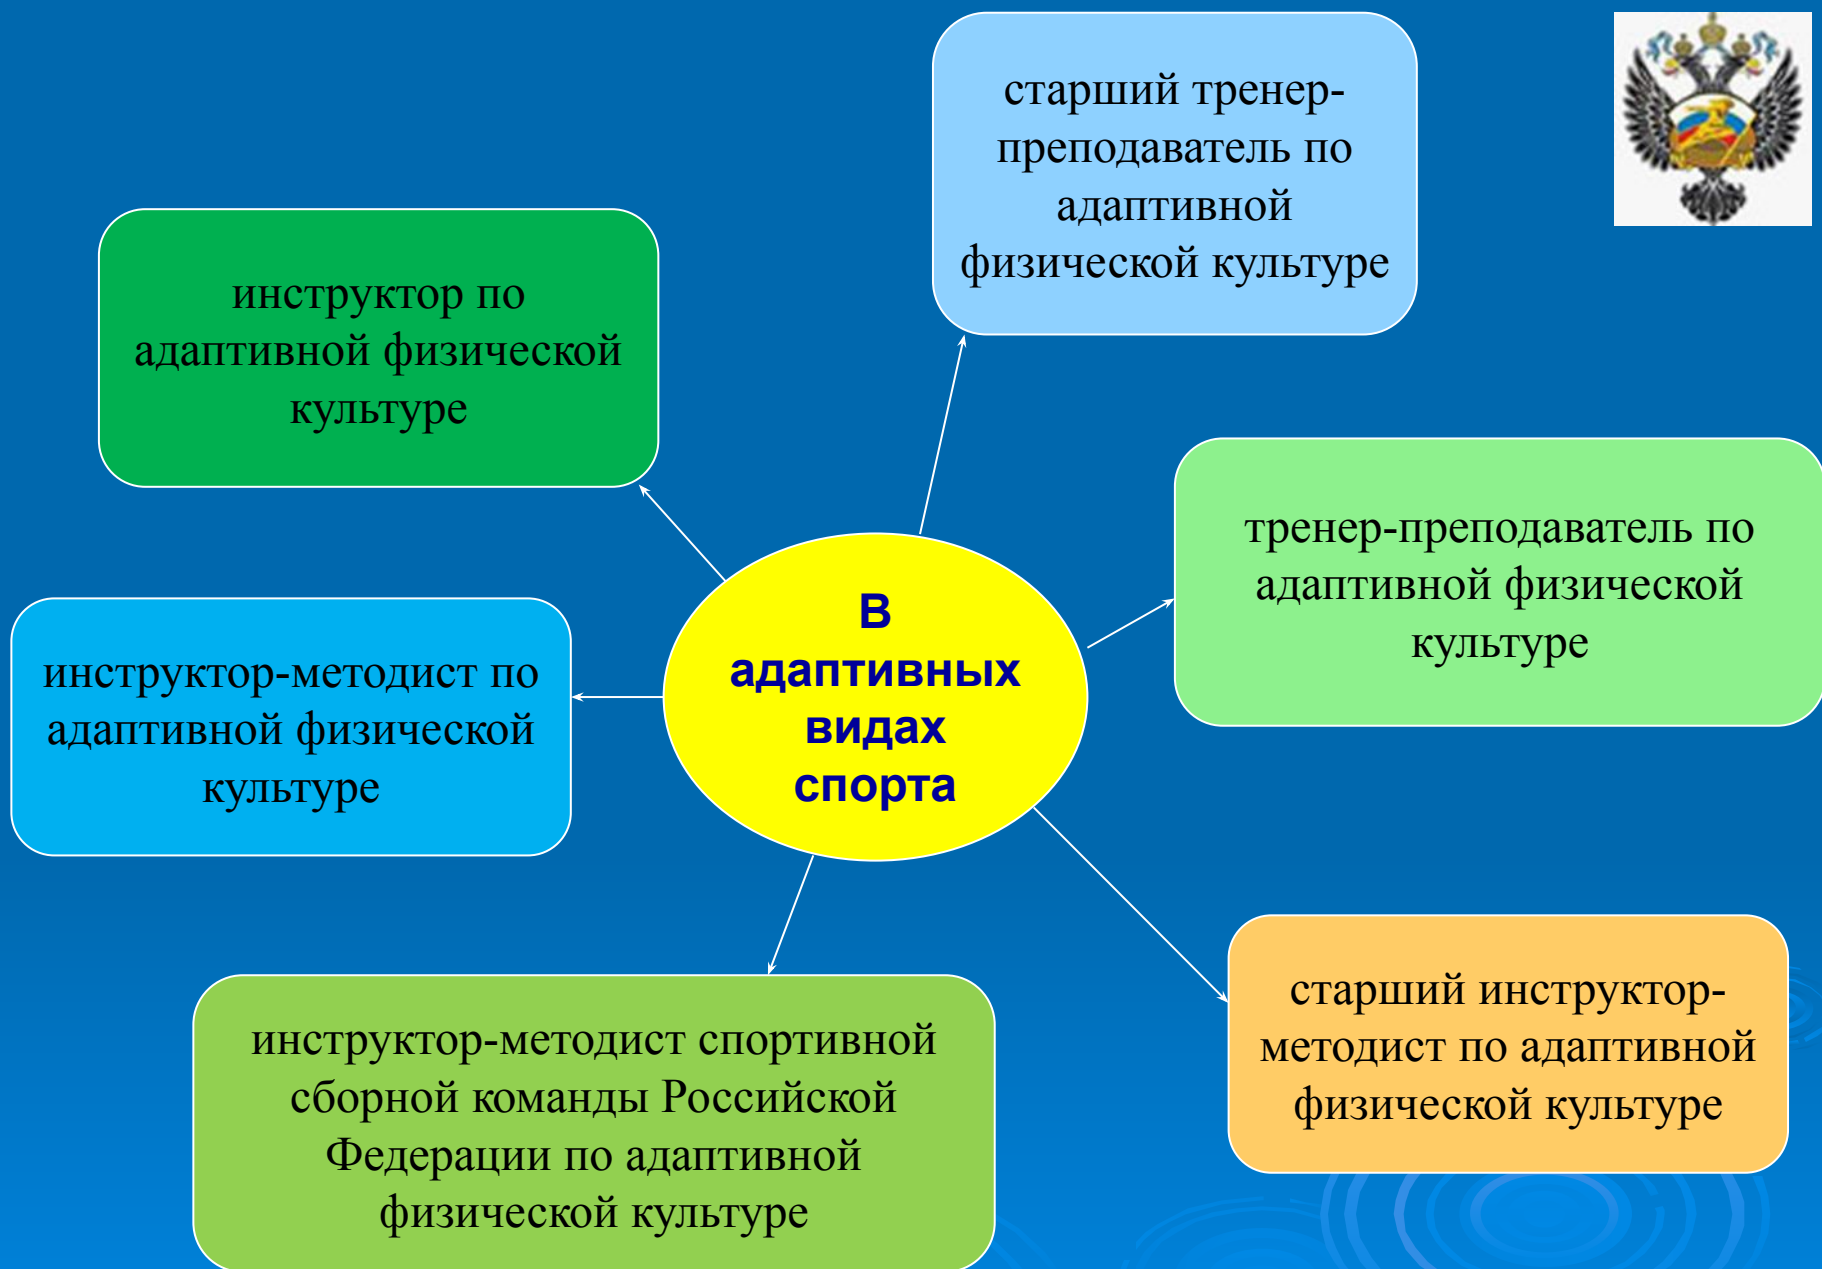 старший тренер-
преподаватель по
адаптивной
физической культуре
инструктор по
адаптивной физической
культуре
тренер-преподаватель по
адаптивной физической
культуре
В
адаптивных
видах
спорта
инструктор-методист по
адаптивной физической
культуре
старший инструктор-
методист по адаптивной
физической культуре
инструктор-методист спортивной
сборной команды Российской
Федерации по адаптивной
физической культуре